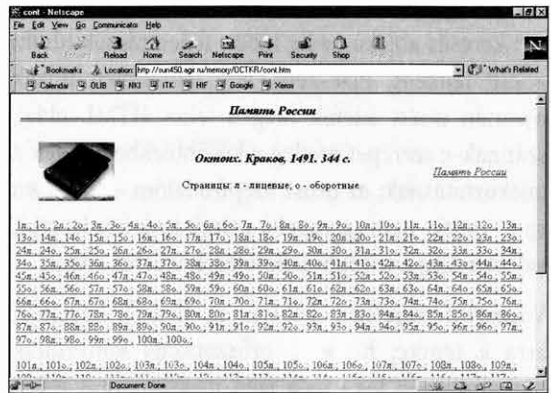 cont - Netscape
File Edit View Go Communicator Help
Back Reload Home Search Netscape Print Security Shop
Bookmarks Location: http://nun450.agr.ru/memory/OCTKR/cont.htm What's Related
Calendar OLIB NKI ITK HIF Google Xerox
Память России
Октоих. Краков, 1491. 344 с.
Память России
Страницы: л - лицевые; о - оборотные
1л.; 1о.; 2л.; 2о.; 3л.; 3о.; 4л.; 4о.; 5л.; 5о.; 6л.; 6о.; 7л.; 7о.; 8л.; 8о.; 9л.; 9о.; 10л.; 10о.; 11л.; 11о.; 12л.; 12о.; 13л.;
13о.; 14л.; 14о.; 15л.; 15о.; 16л.; 16о.; 17л.; 17о.; 18л.; 18о.; 19л.; 19о.; 20л.; 20о.; 21л.; 21о.; 22л.; 22о.; 23л.; 23о.;
24л.; 24о.; 25л.; 25о.; 26л.; 26о.; 27л.; 27о.; 28л.; 28о.; 29л.; 29о.; 30л.; 30о.; 31л.; 31о.; 32л.; 32о.; 33л.; 33о.; 34л.;
34о.; 35л.; 35о.; 36л.; 36о.; 37л.; 37о.; 38л.; 38о.; 39л.; 39о.; 40л.; 40о.; 41л.; 41о.; 42л.; 42о.; 43л.; 43о.; 44л.; 44о.;
45л.; 45о.; 46л.; 46о.; 47л.; 47о.; 48л.; 48о.; 49л.; 49о.; 50л.; 50о.; 51л.; 51о.; 52л.; 52о.; 53л.; 53о.; 54л.; 54о.; 55л.;
55о.; 56л.; 56о.; 57л.; 57о.; 58л.; 58о.; 59л.; 59о.; 60л.; 60о.; 61л.; 61о.; 62л.; 62о.; 63л.; 63о.; 64л.; 64о.; 65л.; 65о.;
66л.; 66о.; 67л.; 67о.; 68л.; 68о.; 69л.; 69о.; 70л.; 70о.; 71л.; 71о.; 72л.; 72о.; 73л.; 73о.; 74л.; 74о.; 75л.; 75о.; 76л.;
76о.; 77л.; 77о.; 78л.; 78о.; 79л.; 79о.; 80л.; 80о.; 81л.; 81о.; 82л.; 82о.; 83л.; 83о.; 84л.; 84о.; 85л.; 85о.; 86л.; 86о.;
87л.; 87о.; 88л.; 88о.; 89л.; 89о.; 90л.; 90о.; 91л.; 91о.; 92л.; 92о.; 93л.; 93о.; 94л.; 94о.; 95л.; 95о.; 96л.; 96о.; 97л.;
97о.; 98л.; 98о.; 99л.; 99о.; 100л.; 100о.;
101л.; 101о.; 102л.; 102о.; 103л.; 103о.; 104л.; 104о.; 105л.; 105о.; 106л.; 106о.; 107л.; 107о.; 108л.; 108о.; 109л.;
Document: Done